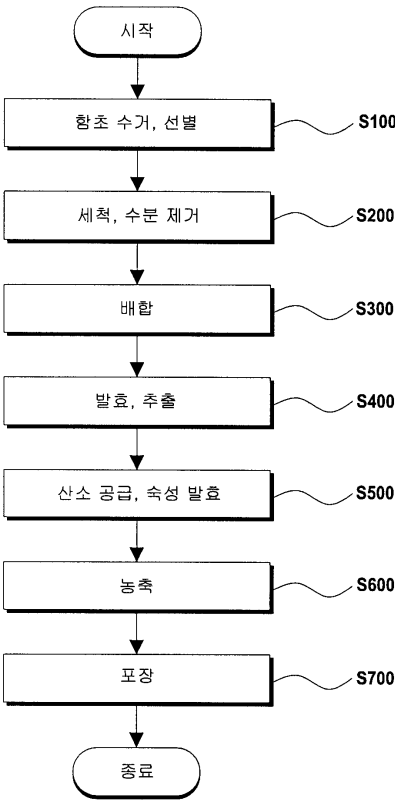 시작
함초 수거, 선별 S100
세척, 수분 제거 S200
배합 S300
발효, 추출 S400
산소 공급, 숙성 발효 S500
농축 S600
포장 S700
종료